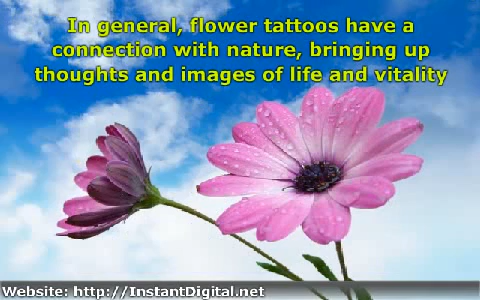 In general, flower tattoos have a
connection with nature, bringing up
thoughts and images of life and vitality
Website: http://InstantDigital.net